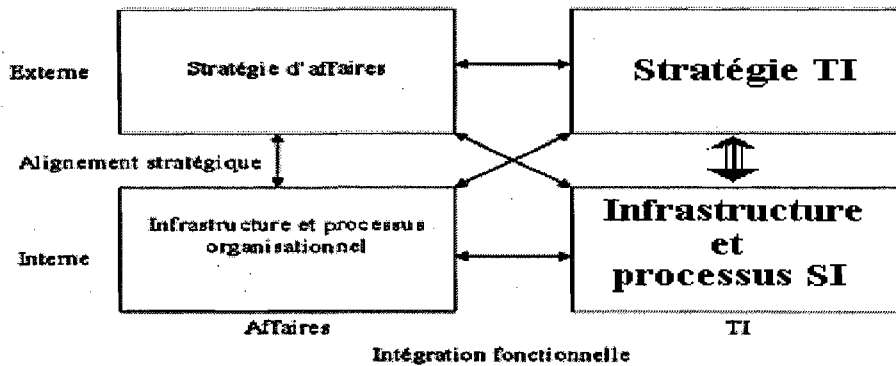 Externe
Stratégie d'affaires
Stratégie TI
Alignement stratégique
Interne
Infrastructure et processus
organisationnel
Infrastructure
et
processus SI
Affaires
TI
Intégration fonctionnelle